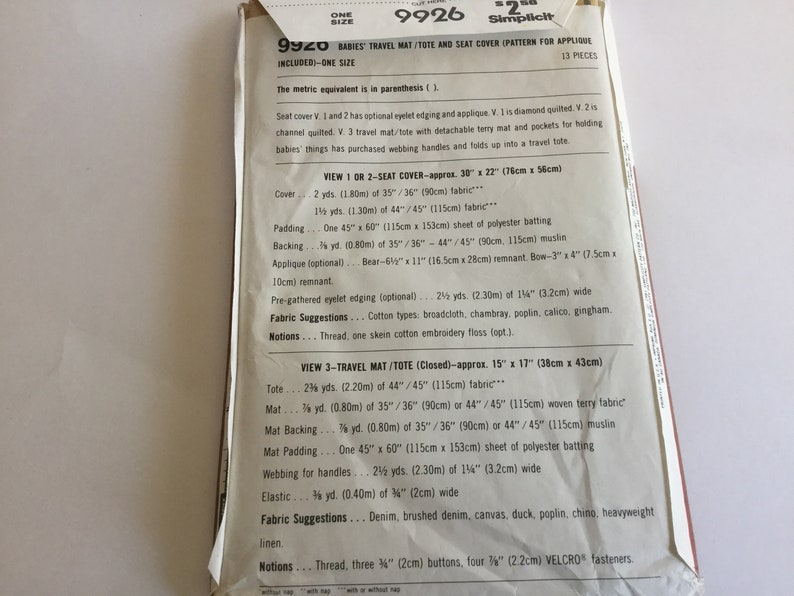 CUT HERE
ONE SIZE 9926 $2.50 Simplicit
9926 BABIES' TRAVEL MAT/TOTE AND SEAT COVER (PATTERN FOR APPLIQUE
INCLUDED)–ONE SIZE 13 PIECES
The metric equivalent is in parenthesis ( ).
Seat cover V. 1 and 2 has optional eyelet edging and applique. V. 1 is diamond quilted. V. 2 is
channel quilted. V. 3 travel mat/tote with detachable terry mat and pockets for holding
babies' things has purchased webbing handles and folds up into a travel tote.
VIEW 1 OR 2–SEAT COVER–approx. 30" x 22" (76cm x 56cm)
Cover . . . 2 yds. (1.80m) of 35"/36" (90cm) fabric***
1½ yds. (1.30m) of 44"/45" (115cm) fabric***
Padding . . . One 45" x 60" (115cm x 153cm) sheet of polyester batting
Backing . . . ⅞ yd. (0.80m) of 35"/36" – 44"/45" (90cm, 115cm) muslin
Applique (optional) . . . Bear–6½" x 11" (16.5cm x 28cm) remnant. Bow–3" x 4" (7.5cm x
10cm) remnant.
Pre-gathered eyelet edging (optional) . . . 2½ yds. (2.30m) of 1¼" (3.2cm) wide
Fabric Suggestions . . . Cotton types: broadcloth, chambray, poplin, calico, gingham.
Notions . . . Thread, one skein cotton embroidery floss (opt.).
VIEW 3–TRAVEL MAT/TOTE (Closed)–approx. 15" x 17" (38cm x 43cm)
Tote . . . 2⅜ yds. (2.20m) of 44"/45" (115cm) fabric***
Mat . . . ⅞ yd. (0.80m) of 35"/36" (90cm) or 44"/45" (115cm) woven terry fabric*
Mat Backing . . . ⅞ yd. (0.80m) of 35"/36" (90cm) or 44"/45" (115cm) muslin
Mat Padding . . . One 45" x 60" (115cm x 153cm) sheet of polyester batting
Webbing for handles . . . 2½ yds. (2.30m) of 1¼" (3.2cm) wide
Elastic . . . ⅜ yd. (0.40m) of ¾" (2cm) wide
Fabric Suggestions . . . Denim, brushed denim, canvas, duck, poplin, chino, heavyweight
linen.
Notions . . . Thread, three ¾" (2cm) buttons, four ⅞" (2.2cm) VELCRO® fasteners.
*without nap **with nap ***with or without nap